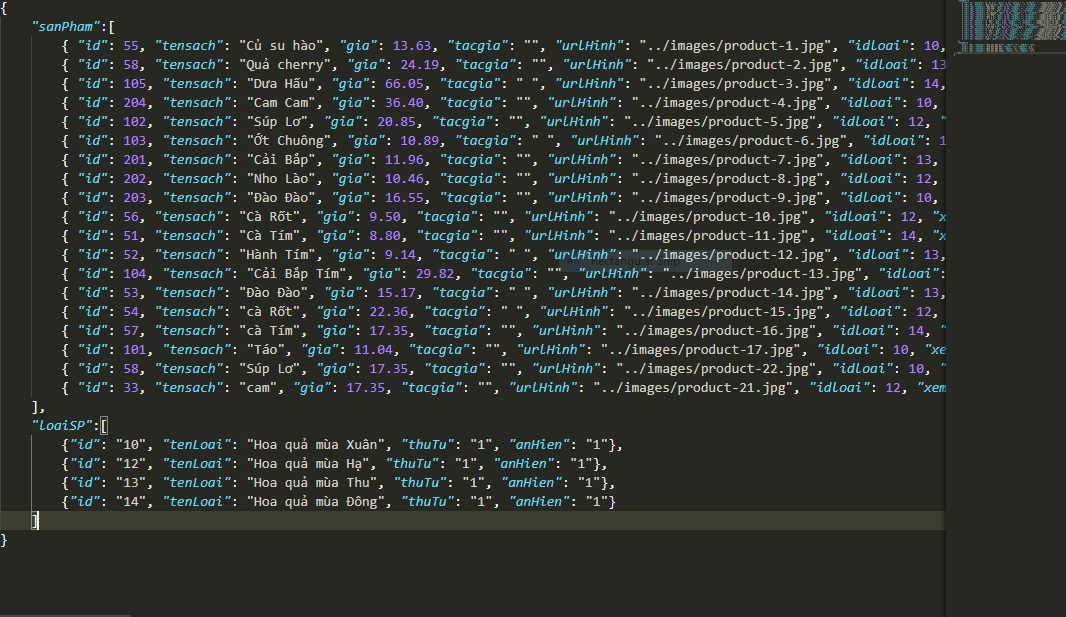 {
"sanPham":[
{ "id": 55, "tensach": "Củ su hào", "gia": 13.63, "tacgia": "", "urlHinh": "../images/product-1.jpg", "idLoai": 10,
{ "id": 58, "tensach": "Quả cherry", "gia": 24.19, "tacgia": "", "urlHinh": "../images/product-2.jpg", "idLoai": 13
{ "id": 105, "tensach": "Dưa Hấu", "gia": 66.05, "tacgia": " ", "urlHinh": "../images/product-3.jpg", "idLoai": 14,
{ "id": 204, "tensach": "Cam Cam", "gia": 36.40, "tacgia": "", "urlHinh": "../images/product-4.jpg", "idLoai": 10,
{ "id": 102, "tensach": "Súp Lơ", "gia": 20.85, "tacgia": "", "urlHinh": "../images/product-5.jpg", "idLoai": 12, "
{ "id": 103, "tensach": "Ớt Chuông", "gia": 10.89, "tacgia": " ", "urlHinh": "../images/product-6.jpg", "idLoai": 1
{ "id": 201, "tensach": "Cải Bắp", "gia": 11.96, "tacgia": "", "urlHinh": "../images/product-7.jpg", "idLoai": 13,
{ "id": 202, "tensach": "Nho Lào", "gia": 10.46, "tacgia": "", "urlHinh": "../images/product-8.jpg", "idLoai": 12,
{ "id": 203, "tensach": "Đào Đào", "gia": 16.55, "tacgia": "", "urlHinh": "../images/product-9.jpg", "idLoai": 10,
{ "id": 56, "tensach": "Cà Rốt", "gia": 9.50, "tacgia": "", "urlHinh": "../images/product-10.jpg", "idLoai": 12, "x
{ "id": 51, "tensach": "Cà Tím", "gia": 8.80, "tacgia": "", "urlHinh": "../images/product-11.jpg", "idLoai": 14, "x
{ "id": 52, "tensach": "Hành Tím", "gia": 9.14, "tacgia": " ", "urlHinh": "../images/product-12.jpg", "idLoai": 13,
{ "id": 104, "tensach": "Cải Bắp Tím", "gia": 29.82, "tacgia": "", "urlHinh": "../images/product-13.jpg", "idLoai":
{ "id": 53, "tensach": "Đào Đào", "gia": 15.17, "tacgia": " ", "urlHinh": "../images/product-14.jpg", "idLoai": 13,
{ "id": 54, "tensach": "cà Rốt", "gia": 22.36, "tacgia": " ", "urlHinh": "../images/product-15.jpg", "idLoai": 12,
{ "id": 57, "tensach": "cà Tím", "gia": 17.35, "tacgia": "", "urlHinh": "../images/product-16.jpg", "idLoai": 14, "
{ "id": 101, "tensach": "Táo", "gia": 11.04, "tacgia": "", "urlHinh": "../images/product-17.jpg", "idLoai": 10, "xe
{ "id": 58, "tensach": "Súp Lơ", "gia": 17.35, "tacgia": "", "urlHinh": "../images/product-22.jpg", "idLoai": 10, "
{ "id": 33, "tensach": "cam", "gia": 17.35, "tacgia": "", "urlHinh": "../images/product-21.jpg", "idLoai": 12, "xem
],
"loaiSP":[
{"id": "10", "tenLoai": "Hoa quả mùa Xuân", "thuTu": "1", "anHien": "1"},
{"id": "12", "tenLoai": "Hoa quả mùa Hạ", "thuTu": "1", "anHien": "1"},
{"id": "13", "tenLoai": "Hoa quả mùa Thu", "thuTu": "1", "anHien": "1"},
{"id": "14", "tenLoai": "Hoa quả mùa Đông", "thuTu": "1", "anHien": "1"}
]
}